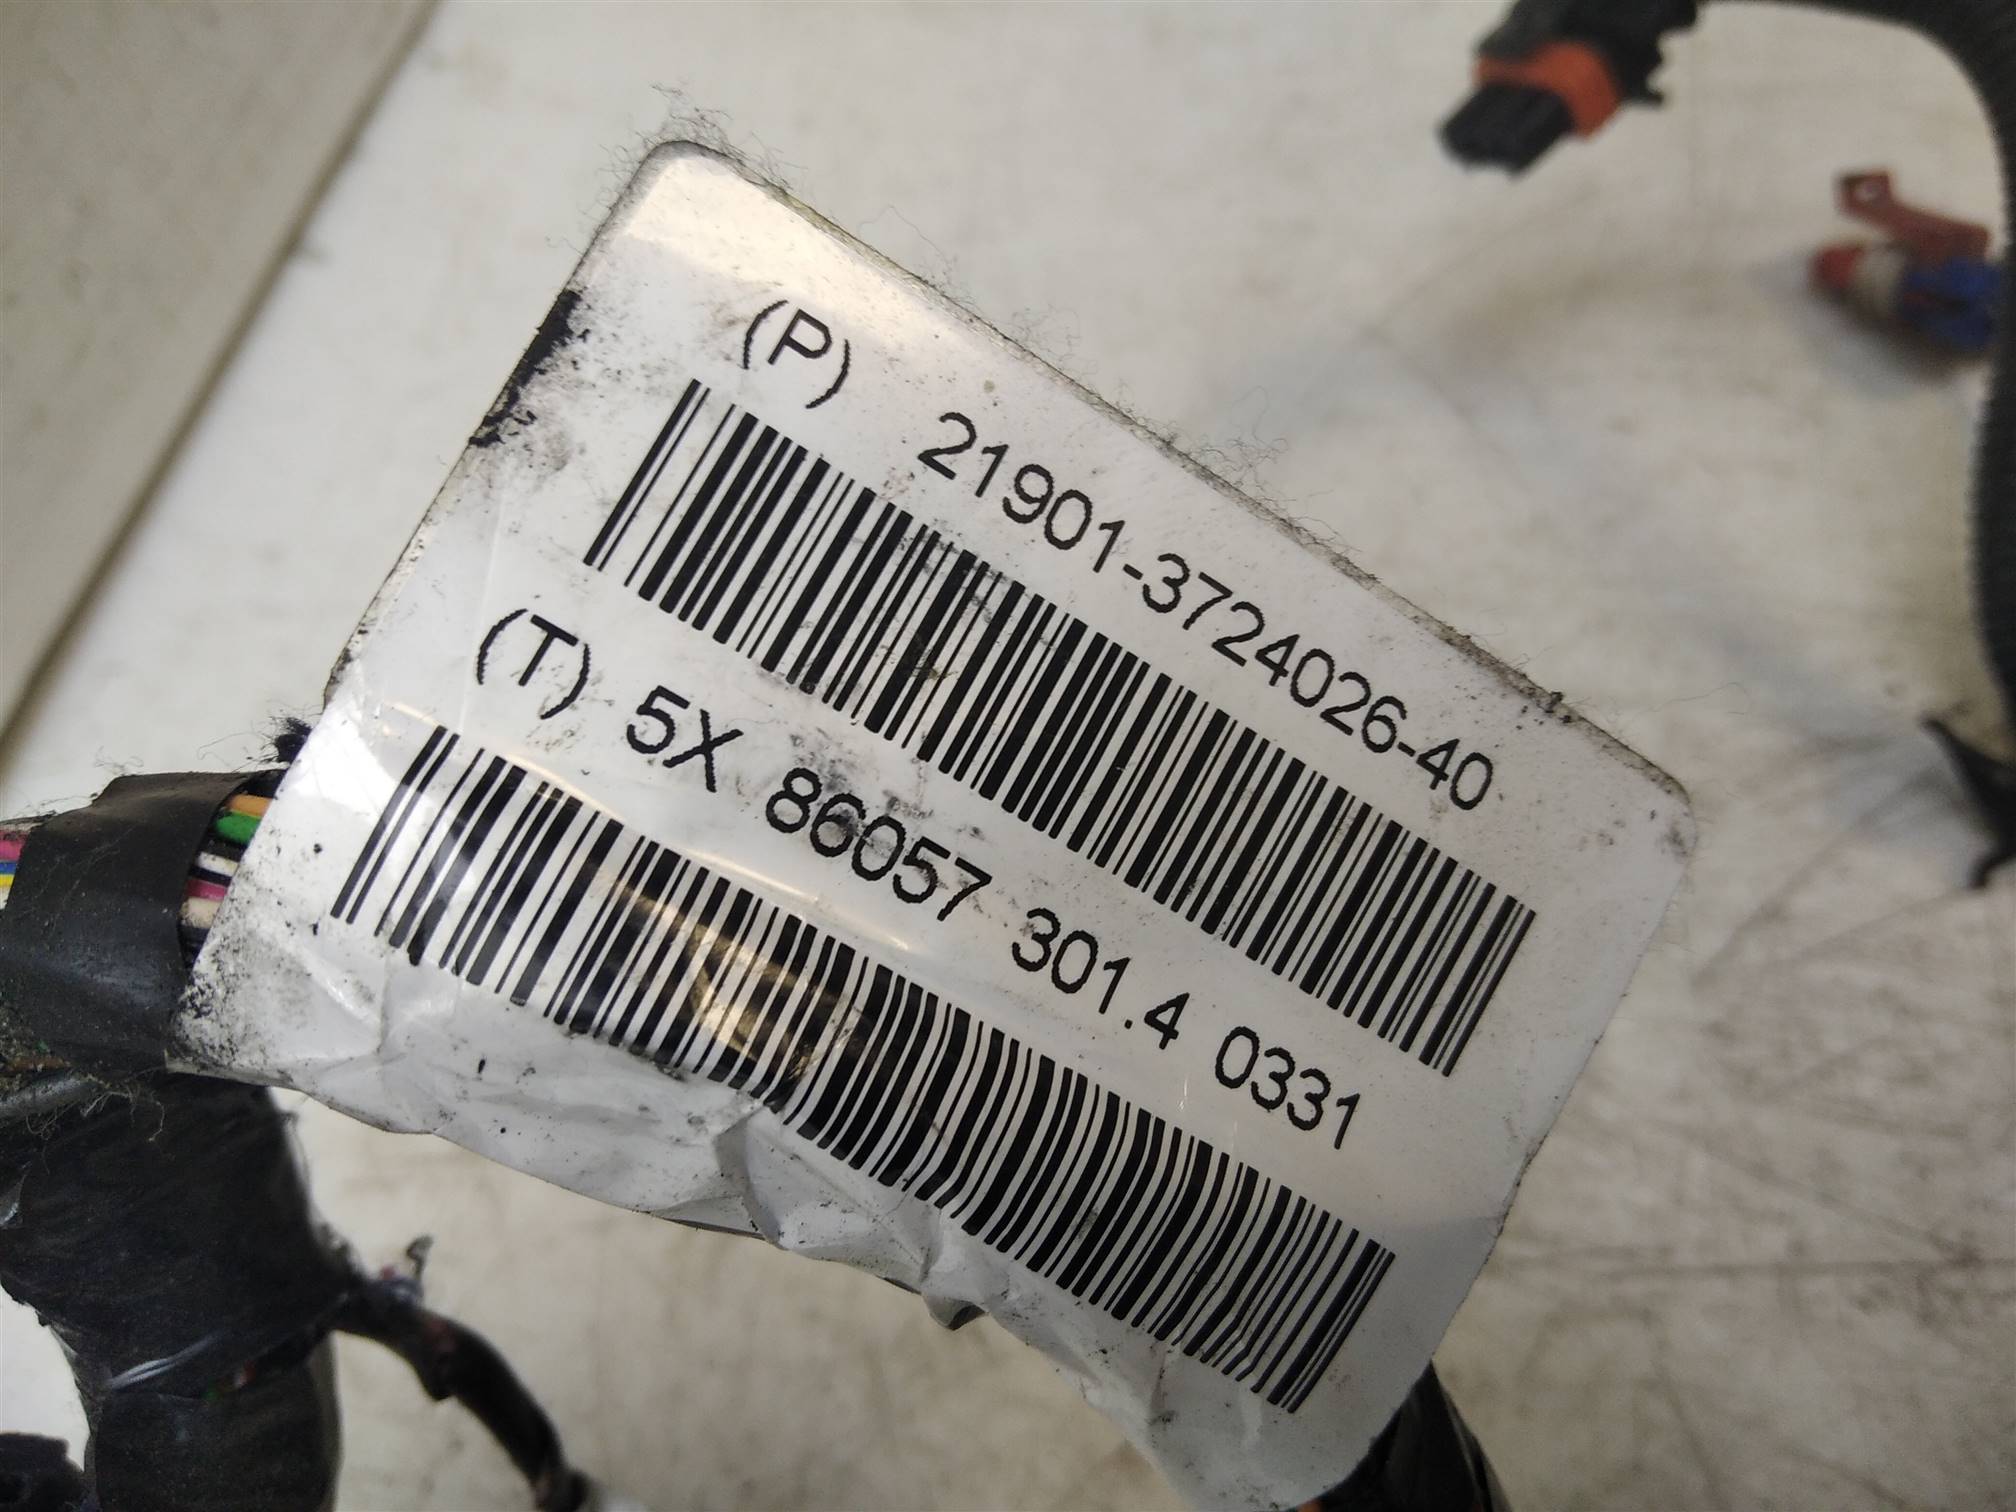 (P) 21901-3724026-40
(T) 5X 86057 301.4 0331